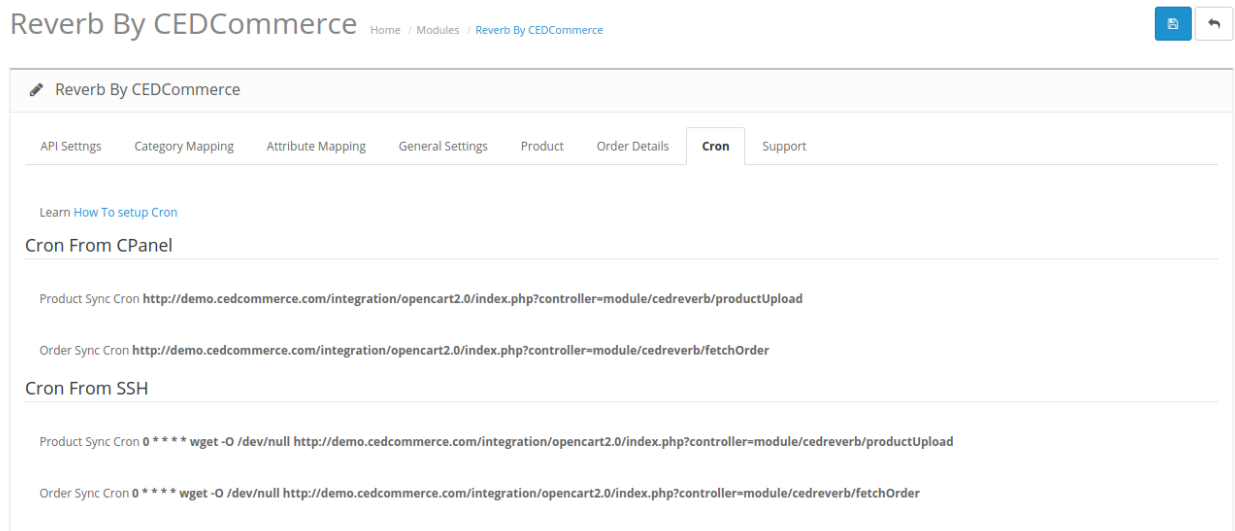 Reverb By CEDCommerce Home / Modules / Reverb By CEDCommerce
Reverb By CEDCommerce
API Settngs Category Mapping Attribute Mapping General Settings Product Order Details Cron Support
Learn How To setup Cron
Cron From CPanel
Product Sync Cron http://demo.cedcommerce.com/integration/opencart2.0/index.php?controller=module/cedreverb/productUpload
Order Sync Cron http://demo.cedcommerce.com/integration/opencart2.0/index.php?controller=module/cedreverb/fetchOrder
Cron From SSH
Product Sync Cron 0 * * * * wget -O /dev/null http://demo.cedcommerce.com/integration/opencart2.0/index.php?controller=module/cedreverb/productUpload
Order Sync Cron 0 * * * * wget -O /dev/null http://demo.cedcommerce.com/integration/opencart2.0/index.php?controller=module/cedreverb/fetchOrder